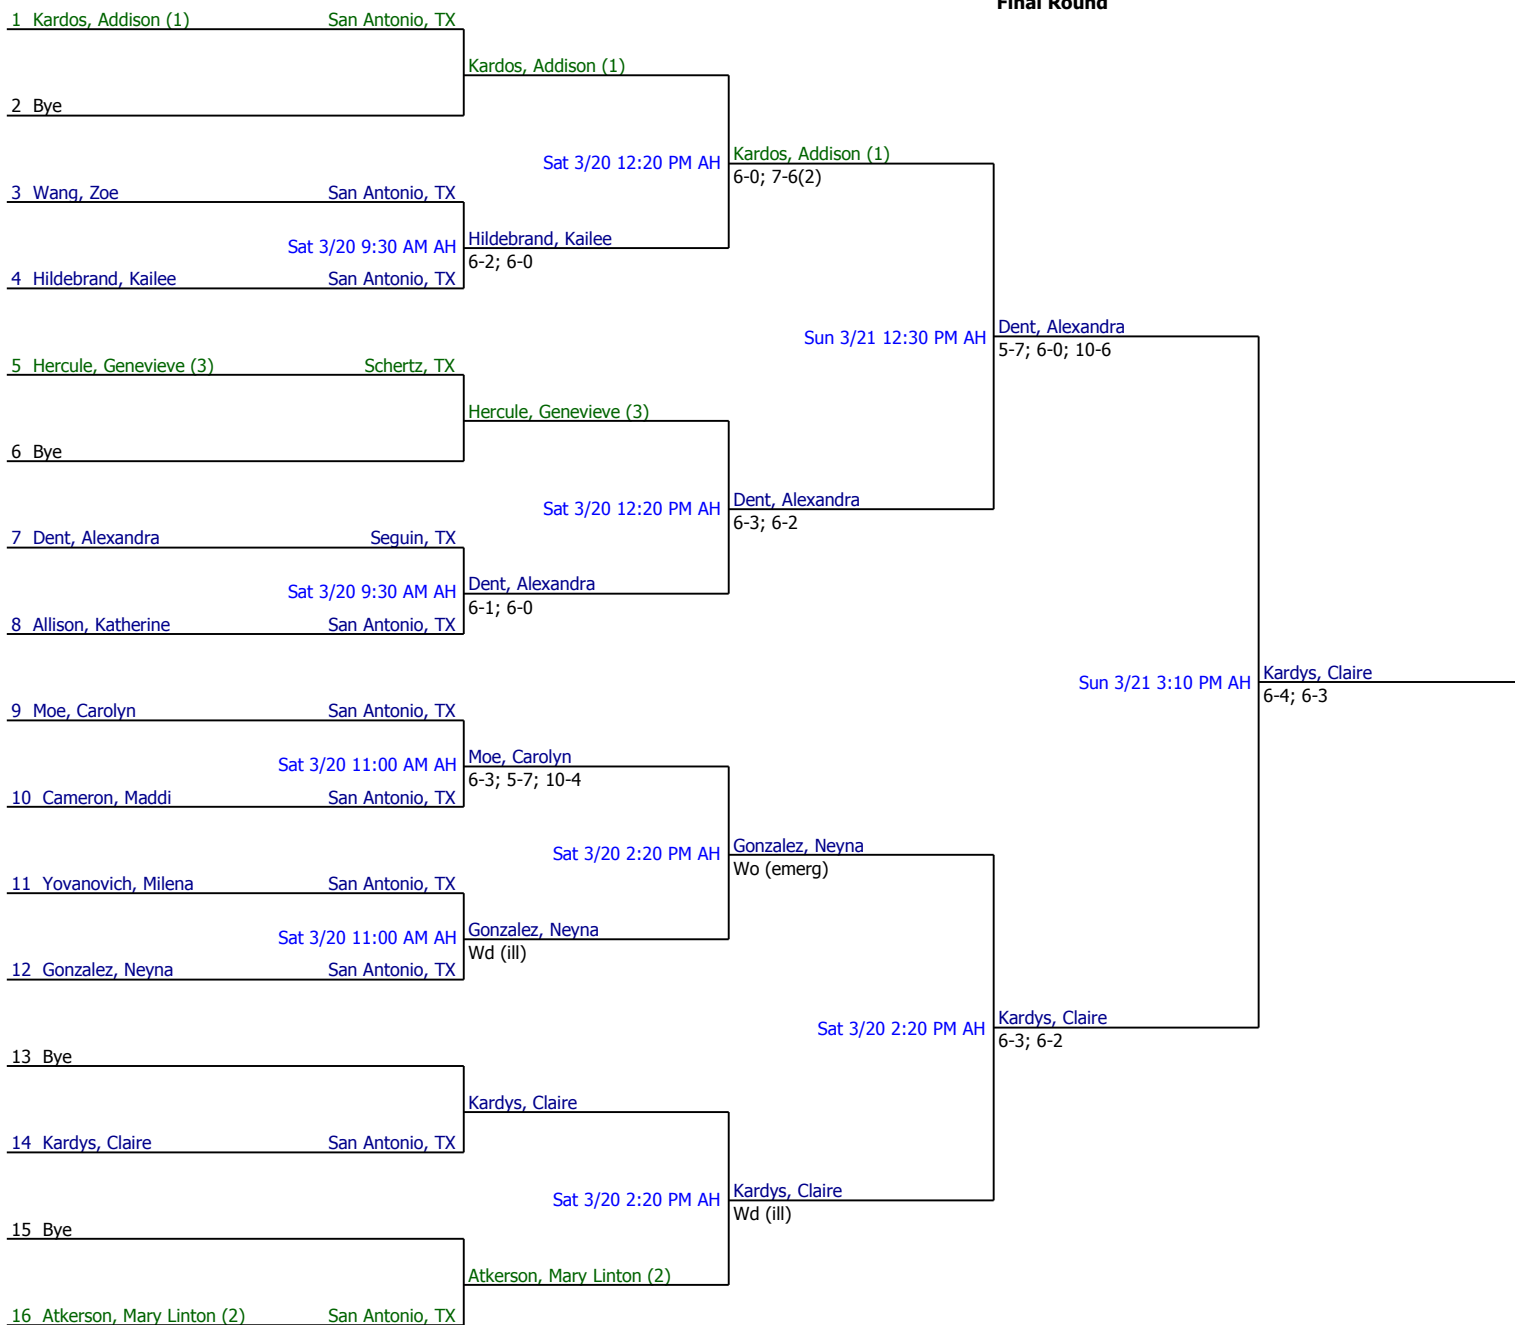 Final Round
1 Kardos, Addison (1) San Antonio, TX
Kardos, Addison (1)
2 Bye
Sat 3/20 12:20 PM AH Kardos, Addison (1)
6-0; 7-6(2)
3 Wang, Zoe San Antonio, TX
Sat 3/20 9:30 AM AH Hildebrand, Kailee
6-2; 6-0
4 Hildebrand, Kailee San Antonio, TX
Sun 3/21 12:30 PM AH Dent, Alexandra
5-7; 6-0; 10-6
5 Hercule, Genevieve (3) Schertz, TX
Hercule, Genevieve (3)
6 Bye
Sat 3/20 12:20 PM AH Dent, Alexandra
6-3; 6-2
7 Dent, Alexandra Seguin, TX
Sat 3/20 9:30 AM AH Dent, Alexandra
6-1; 6-0
8 Allison, Katherine San Antonio, TX
Sun 3/21 3:10 PM AH Kardys, Claire
6-4; 6-3
9 Moe, Carolyn San Antonio, TX
Sat 3/20 11:00 AM AH Moe, Carolyn
6-3; 5-7; 10-4
10 Cameron, Maddi San Antonio, TX
Sat 3/20 2:20 PM AH Gonzalez, Neyna
Wo (emerg)
11 Yovanovich, Milena San Antonio, TX
Sat 3/20 11:00 AM AH Gonzalez, Neyna
Wd (ill)
12 Gonzalez, Neyna San Antonio, TX
Sat 3/20 2:20 PM AH Kardys, Claire
6-3; 6-2
13 Bye
Kardys, Claire
14 Kardys, Claire San Antonio, TX
Sat 3/20 2:20 PM AH Kardys, Claire
Wd (ill)
15 Bye
Atkerson, Mary Linton (2)
16 Atkerson, Mary Linton (2) San Antonio, TX